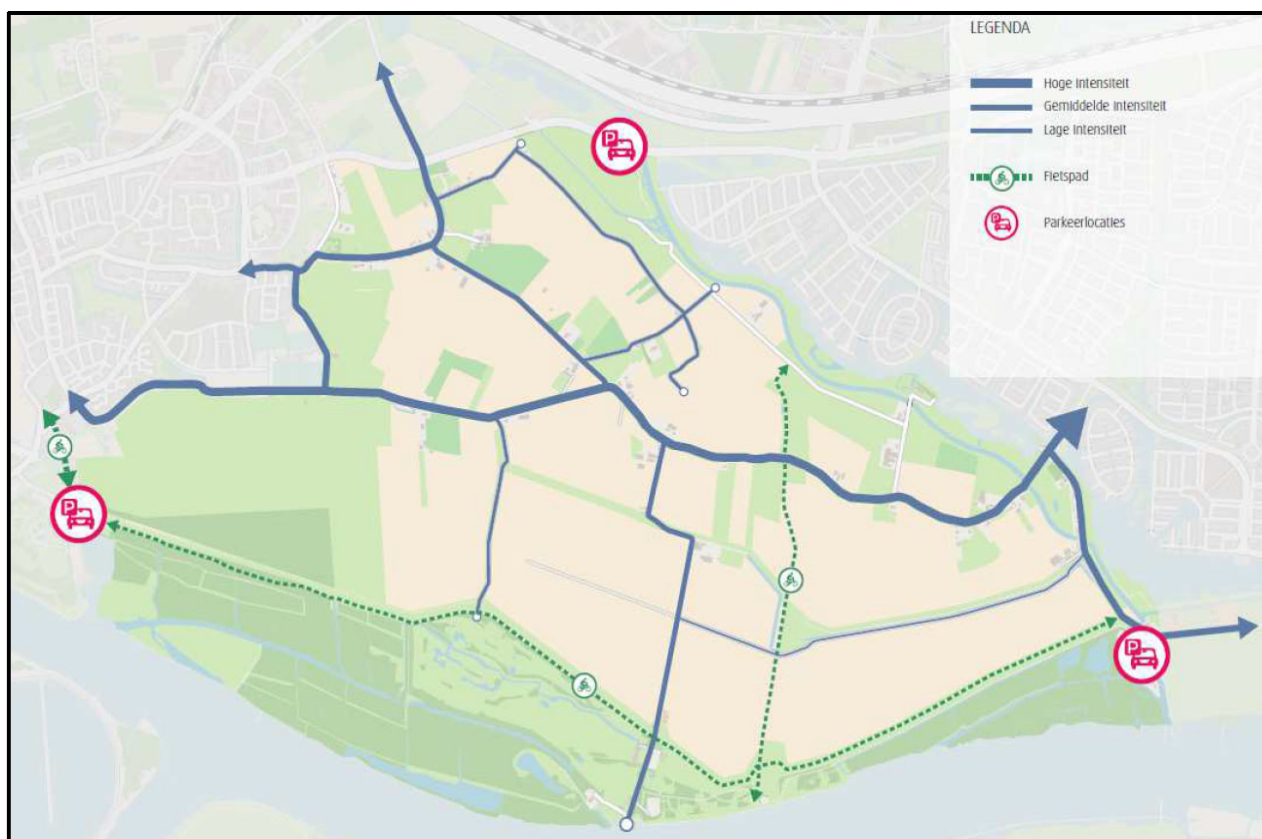 LEGENDA
Hoge Intensiteit
Gemiddelde Intensiteit
Lage Intensiteit
Fietspad
Parkeerlocaties